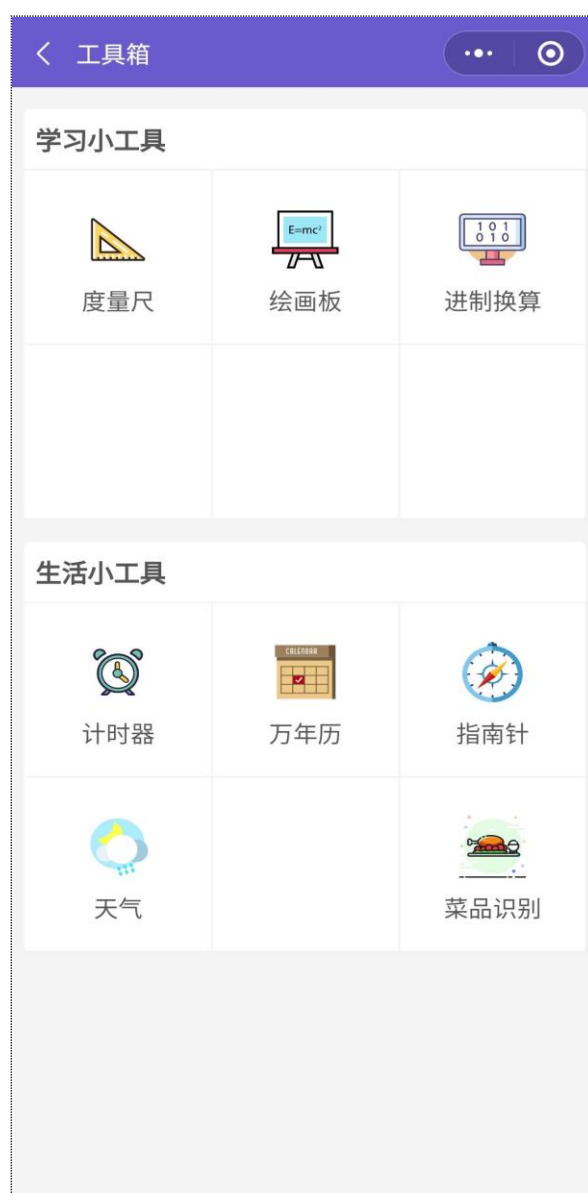 工具箱
学习小工具
E=mc²
101
010
度量尺 绘画板 进制换算
生活小工具
CALENDAR
计时器 万年历 指南针
天气 菜品识别